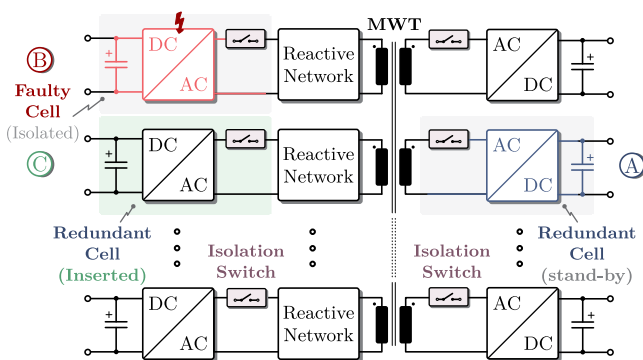 MWT
DC
AC
Reactive
Network
AC
DC
B
Faulty
Cell
(Isolated)
+
+
C
DC
AC
Reactive
Network
AC
DC
A
+
+
Redundant
Cell
(Inserted)
Isolation
Switch
Isolation
Switch
Redundant
Cell
(stand-by)
DC
AC
Reactive
Network
AC
DC
+
+